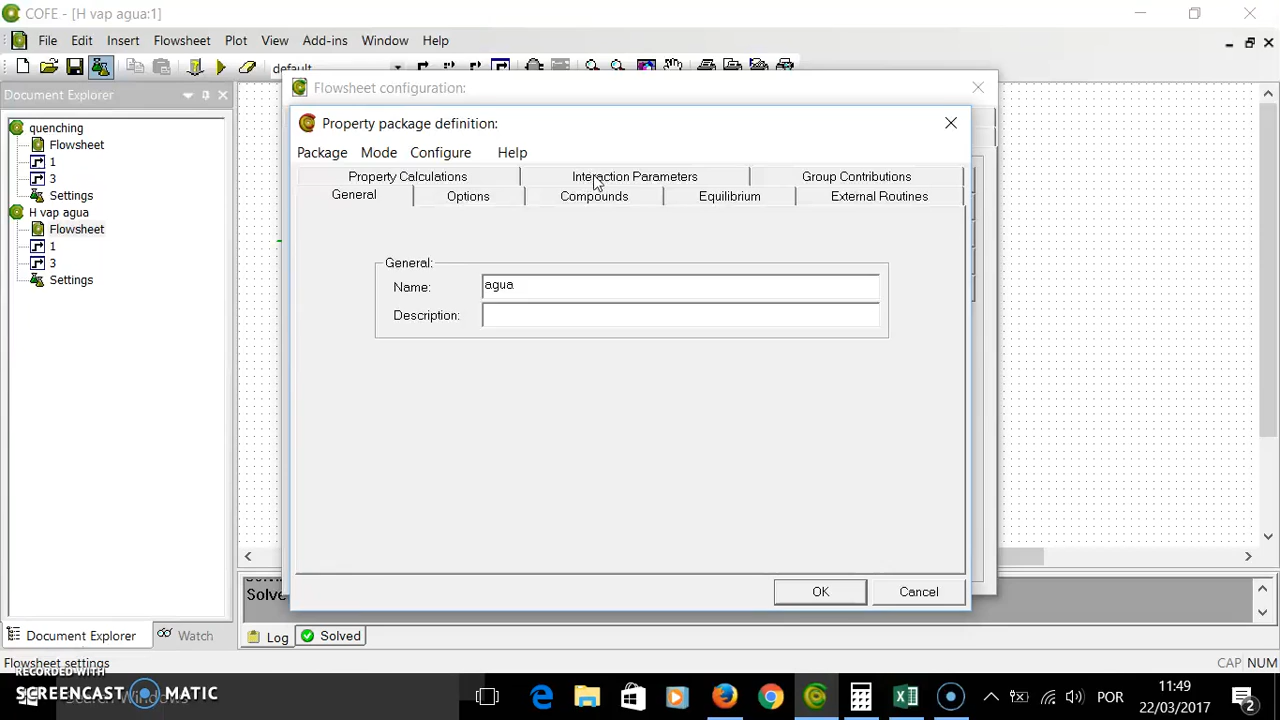 COFE - [H vap agua:1]
File Edit Insert Flowsheet Plot View Add-ins Window Help
default
Document Explorer
quenching
Flowsheet
1
3
Settings
H vap agua
Flowsheet
1
3
Settings
Flowsheet configuration:
Property package definition:
Package Mode Configure Help
Property Calculations Interaction Parameters Group Contributions
General Options Compounds Equilibrium External Routines
General:
Name: agua
Description:
OK Cancel
Solve
Document Explorer Watch
Log Solved
Flowsheet settings
CAP NUM
RECORDED WITH
SCREENCAST MATIC
Search Windows
POR
11:49
22/03/2017
2